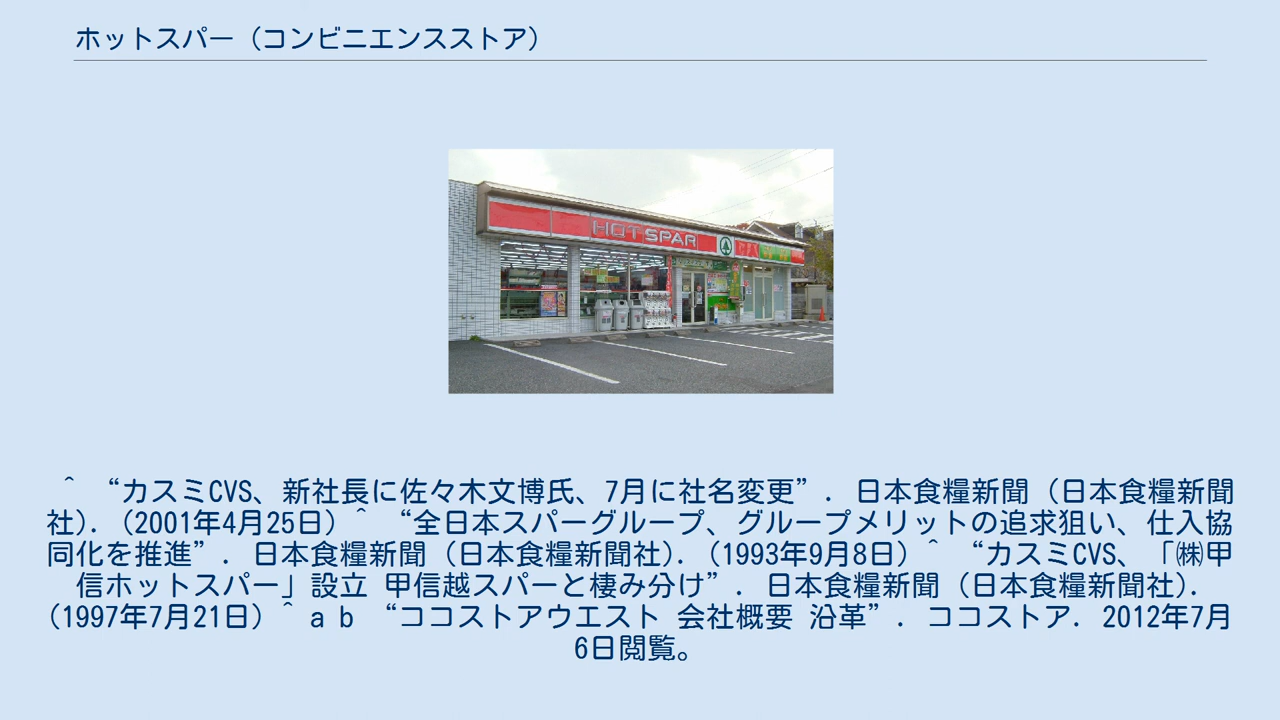 ホットスパー（コンビニエンスストア）
HOT SPAR
^ “カスミCVS、新社長に佐々木文博氏、7月に社名変更”. 日本食糧新聞 (日本食糧新聞
社). (2001年4月25日) ^ “全日本スパーグループ、グループメリットの追求狙い、仕入協
同化を推進”. 日本食糧新聞 (日本食糧新聞社). (1993年9月8日) ^ “カスミCVS、「㈱甲
信ホットスパー」設立 甲信越スパーと棲み分け”. 日本食糧新聞 (日本食糧新聞社).
(1997年7月21日) ^ a b “ココストアウエスト 会社概要 沿革”. ココストア. 2012年7月
6日閲覧。